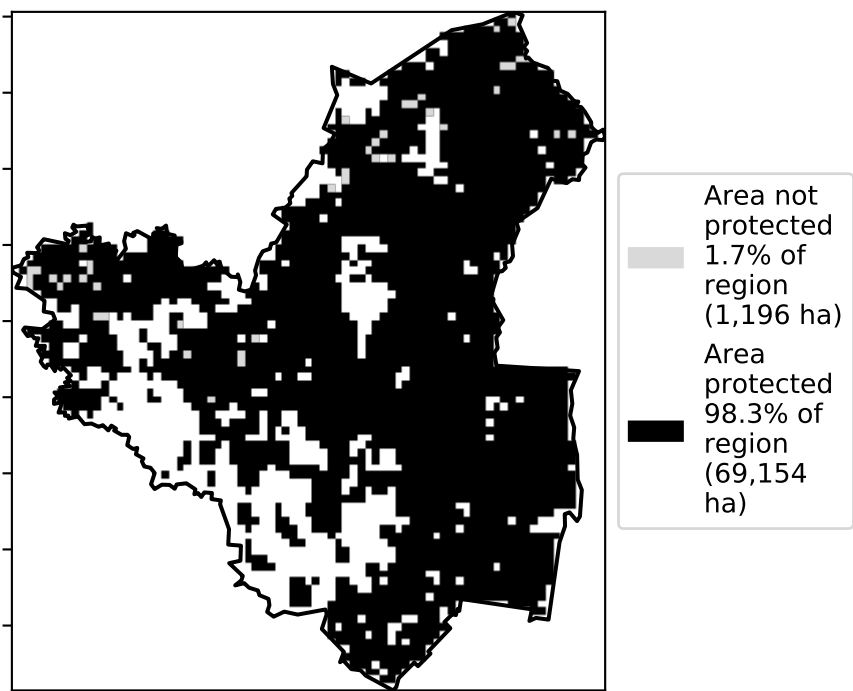 Area not
protected
1.7% of
region
(1,196 ha)
Area
protected
98.3% of
region
(69,154
ha)